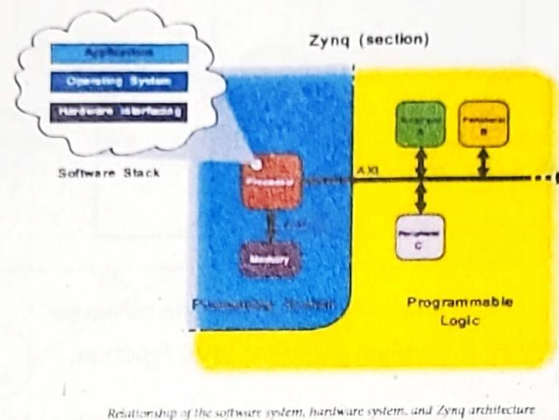 Zynq (section)
Applications
Operating System
Hardware Interfacing
Software Stack
Processor
AXI
Memory
Peripheral
A
Peripheral
B
Peripheral
C
Processing System
Programmable
Logic
Relationship of the software system, hardware system, and Zynq architecture